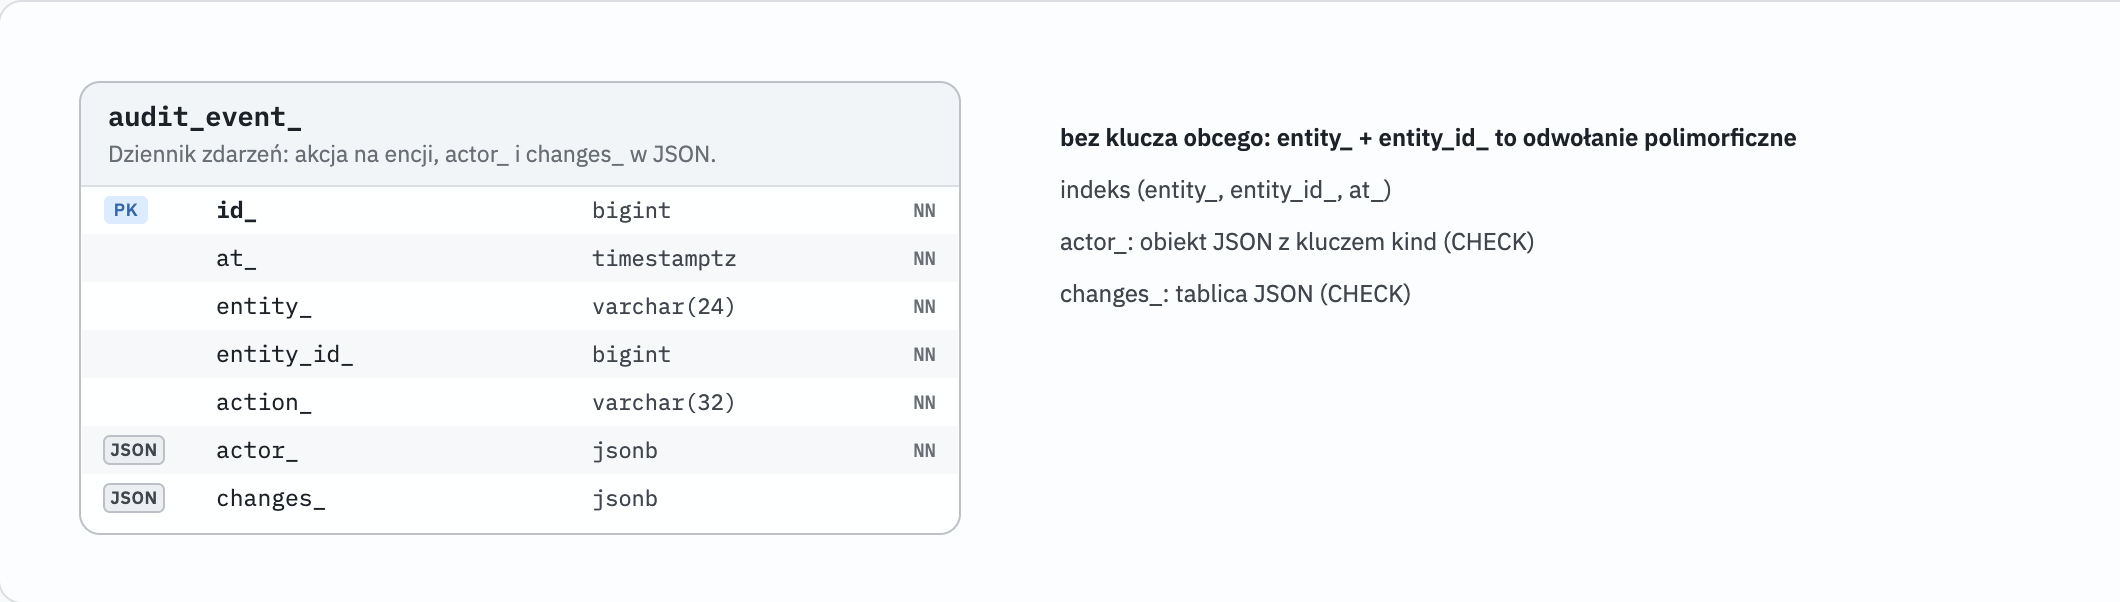 audit_event_
Dziennik zdarzeń: akcja na encji, actor_ i changes_ w JSON.
PK id_ bigint NN
at_ timestamptz NN
entity_ varchar(24) NN
entity_id_ bigint NN
action_ varchar(32) NN
JSON actor_ jsonb NN
JSON changes_ jsonb
bez klucza obcego: entity_ + entity_id_ to odwołanie polimorficzne
indeks (entity_, entity_id_, at_)
actor_: obiekt JSON z kluczem kind (CHECK)
changes_: tablica JSON (CHECK)